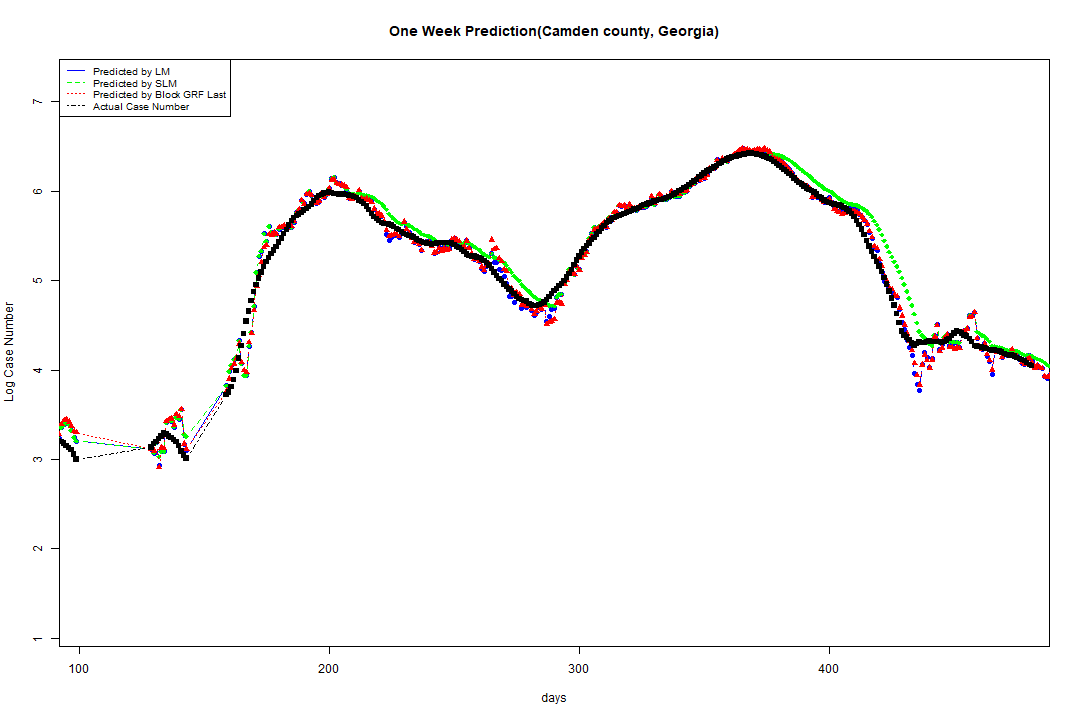 One Week Prediction(Camden county, Georgia)
Predicted by LM
Predicted by SLM
Predicted by Block GRF Last
Actual Case Number
7
6
5
4
3
2
1
Log Case Number
100 200 300 400
days